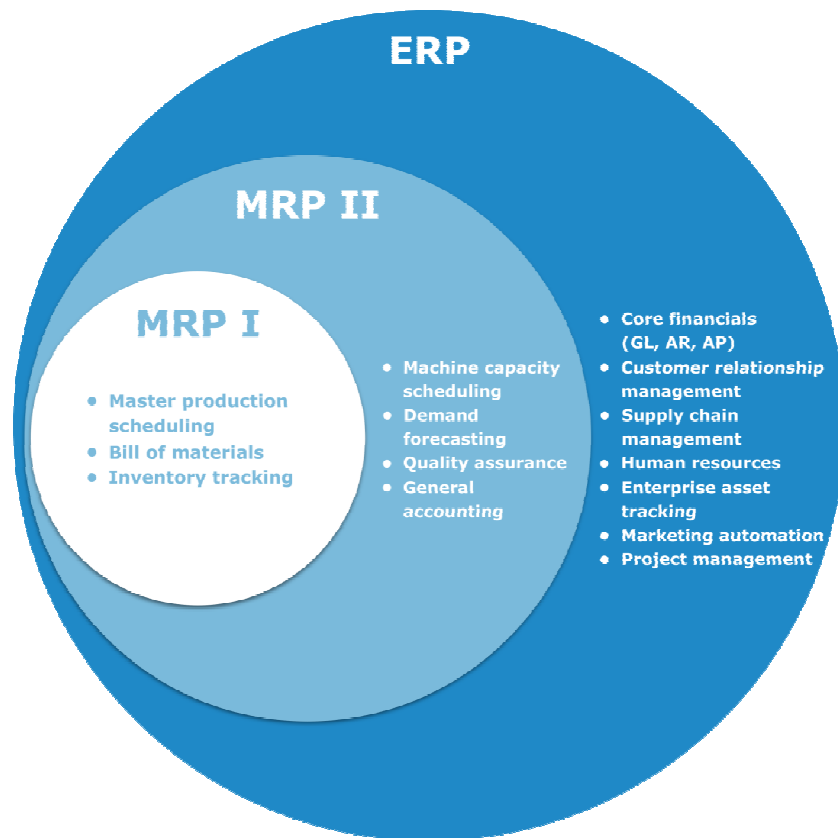 ERP
MRP II
MRP I
• Master production
scheduling
• Bill of materials
• Inventory tracking
• Machine capacity
scheduling
• Demand
forecasting
• Quality assurance
• General
accounting
• Core financials
(GL, AR, AP)
• Customer relationship
management
• Supply chain
management
• Human resources
• Enterprise asset
tracking
• Marketing automation
• Project management